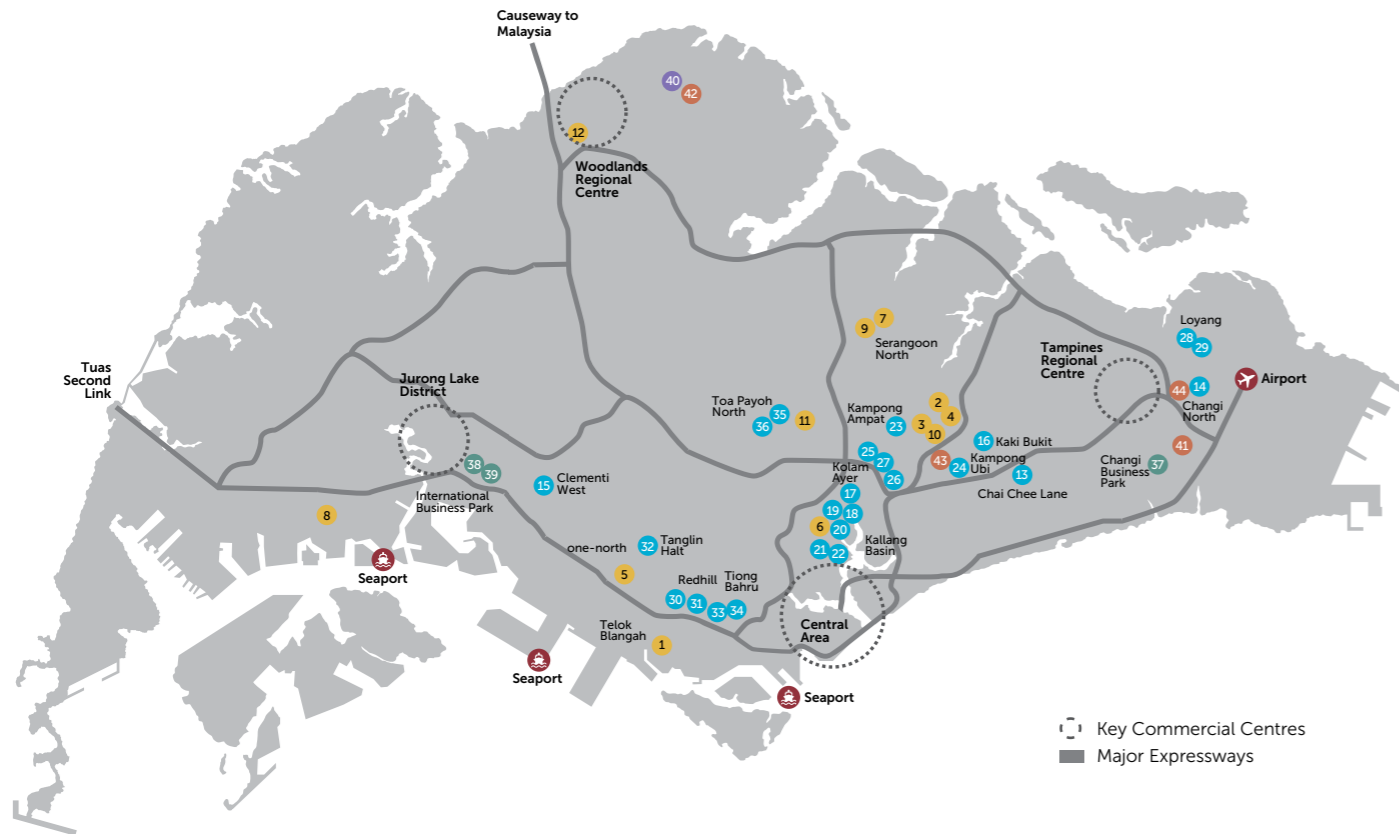 Causeway to
Malaysia
40
42
12
Woodlands
Regional
Centre
Tuas
Second
Link
Jurong Lake
District
38
39
International
Business Park
15
Clementi
West
8
Seaport
one-north
32
Tanglin
Halt
5
Redhill
Tiong
Bahru
30
31
33
34
Telok
Blangah
1
Seaport
Seaport
Toa Payoh
North
35
36
11
9
7
Serangoon
North
Kampong
Ampat
23
2
3
4
10
43
24
Kampong
Ubi
16
Kaki Bukit
13
Chai Chee Lane
25
27
26
Kolam
Ayer
17
19
18
6
20
21
22
Kallang
Basin
Central
Area
Tampines
Regional
Centre
Loyang
28
29
44
14
Changi
North
Airport
41
37
Changi
Business
Park
Key Commercial Centres
Major Expressways